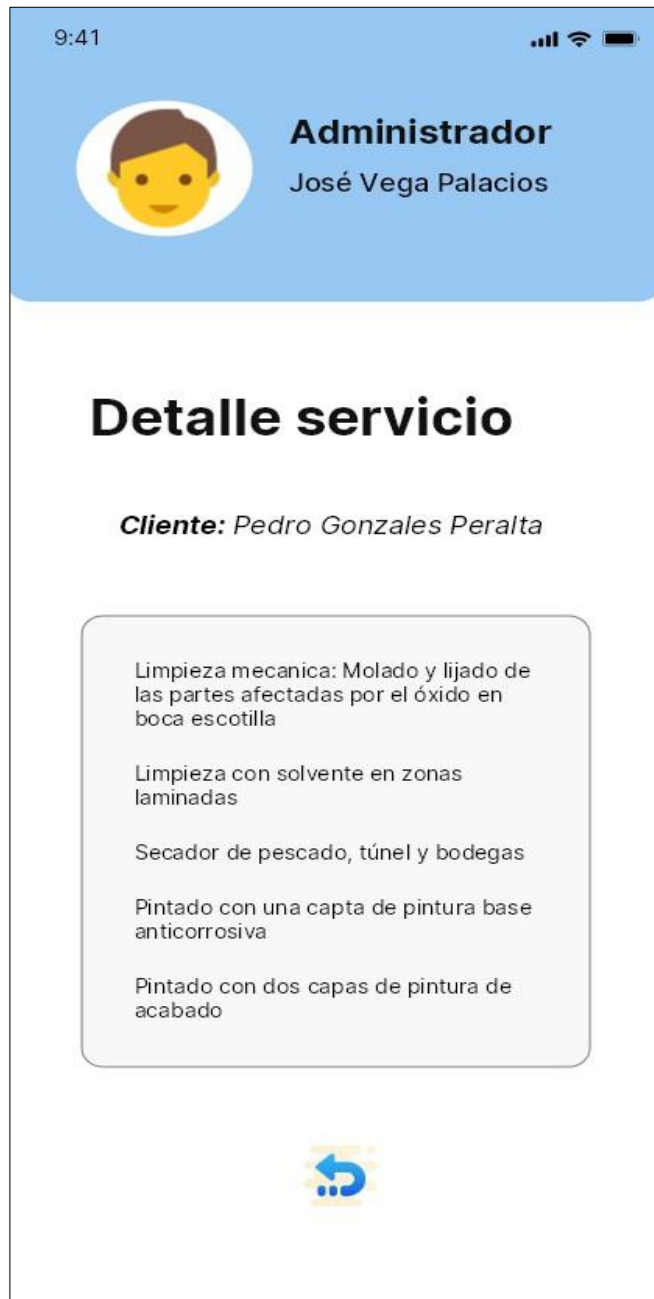 9:41
Administrador
José Vega Palacios
Detalle servicio
Cliente: Pedro Gonzales Peralta
Limpieza mecanica: Molado y lijado de
las partes afectadas por el óxido en
boca escotilla
Limpieza con solvente en zonas
laminadas
Secador de pescado, túnel y bodegas
Pintado con una capta de pintura base
anticorrosiva
Pintado con dos capas de pintura de
acabado